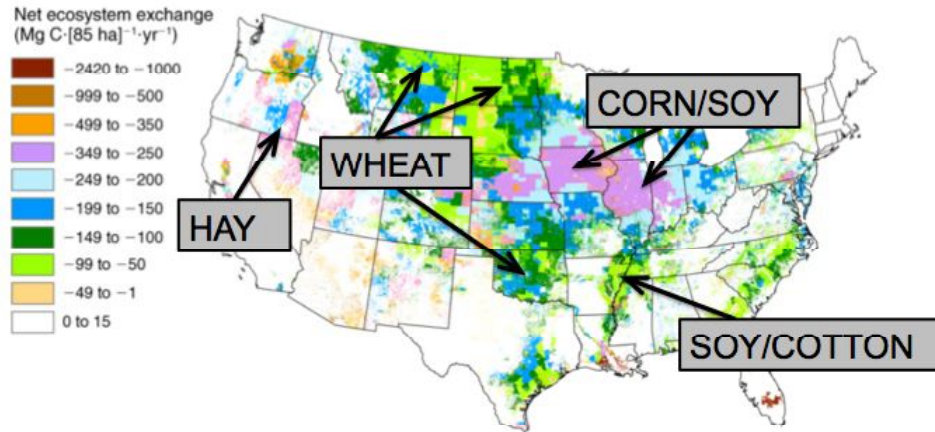 Net ecosystem exchange
(Mg C·[85 ha]⁻¹·yr⁻¹)
−2420 to −1000
−999 to −500
−499 to −350
−349 to −250
−249 to −200
−199 to −150
−149 to −100
−99 to −50
−49 to −1
0 to 15
CORN/SOY
WHEAT
HAY
SOY/COTTON